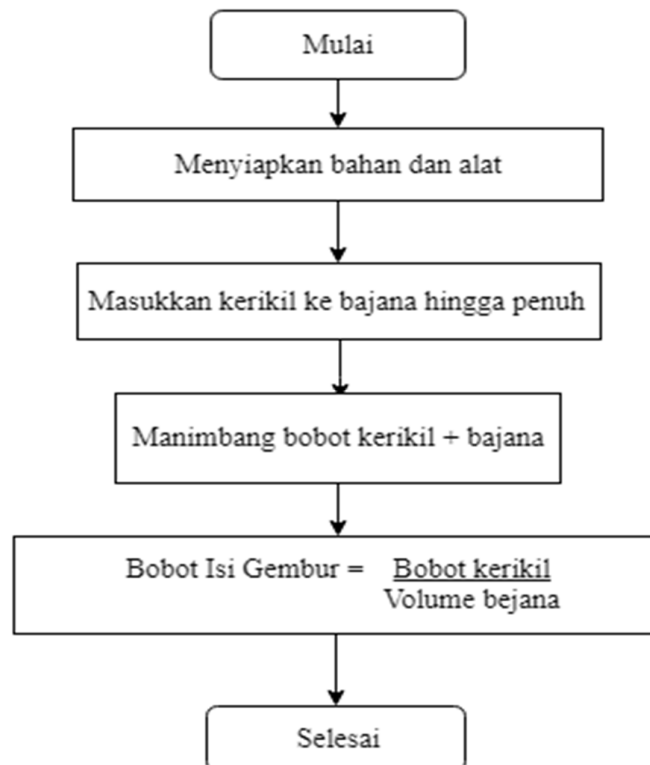 Mulai
Menyiapkan bahan dan alat
Masukkan kerikil ke bajana hingga penuh
Manimbang bobot kerikil + bajana
Bobot Isi Gembur = Bobot kerikil
Volume bejana
Selesai